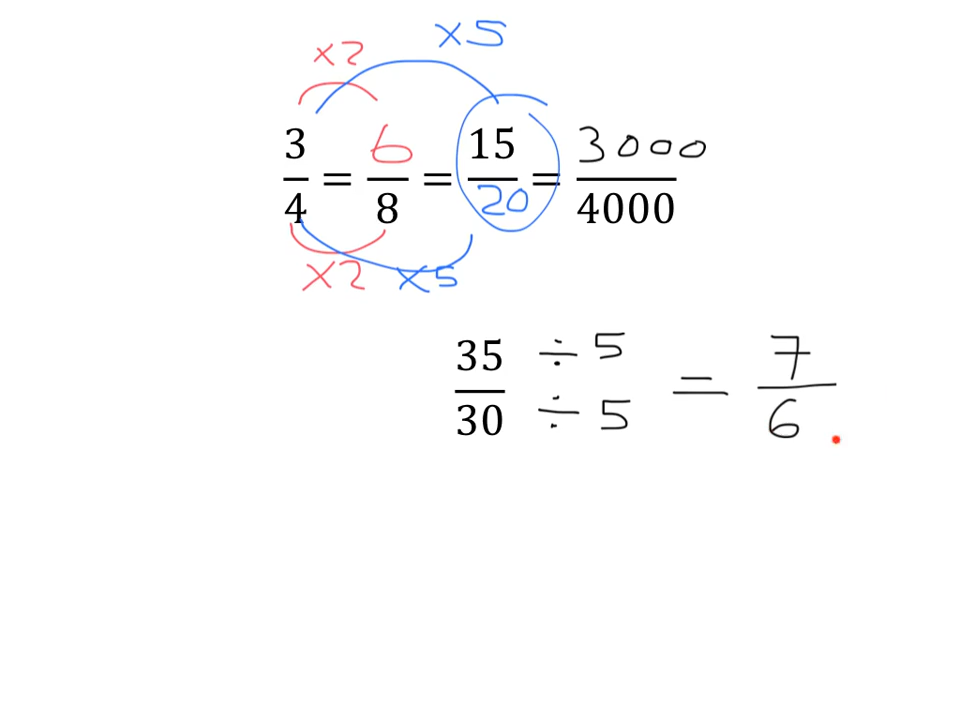 ×2 ×5
3/4 = 6/8 = 15/20 = 3000/4000
×2 ×5
35/30 ÷5/÷5 = 7/6